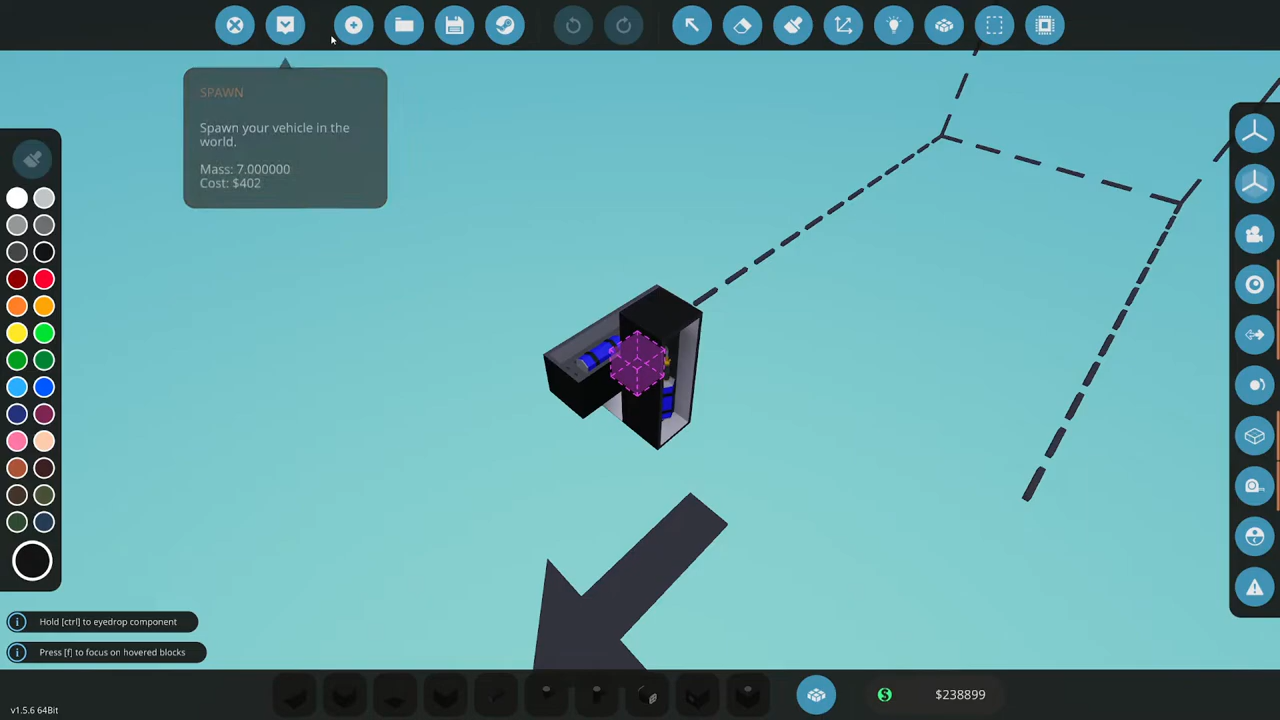 SPAWN
Spawn your vehicle in the
world.
Mass: 7.000000
Cost: $402
Hold [ctrl] to eyedrop component
Press [f] to focus on hovered blocks
$238899
v1.5.6 64Bit